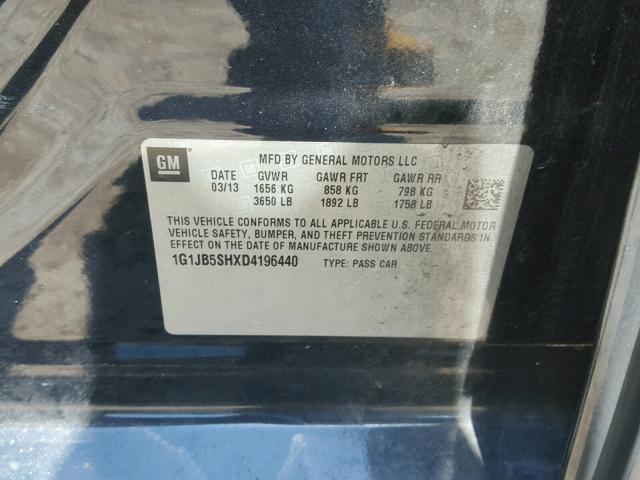 GM
MFD BY GENERAL MOTORS LLC
DATE GVWR GAWR FRT GAWR RR
03/13 1656 KG 858 KG 798 KG
3650 LB 1892 LB 1758 LB
THIS VEHICLE CONFORMS TO ALL APPLICABLE U.S. FEDERAL MOTOR
VEHICLE SAFETY, BUMPER, AND THEFT PREVENTION STANDARDS IN
EFFECT ON THE DATE OF MANUFACTURE SHOWN ABOVE.
1G1JB5SHXD4196440 TYPE: PASS CAR